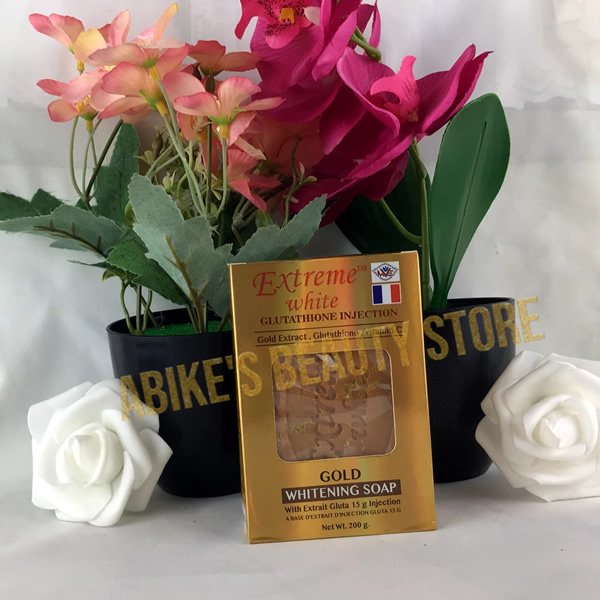 Extreme™
white
GLUTATHIONE INJECTION
Gold Extract, Glutathione, Vitamin C
ABIKE'S BEAUTY STORE
GOLD
WHITENING SOAP
With Extrait Gluta 15 g Injection
A BASE D'EXTRAIT D'INJECTION GLUTA 15 G
Net WT. 200 g.